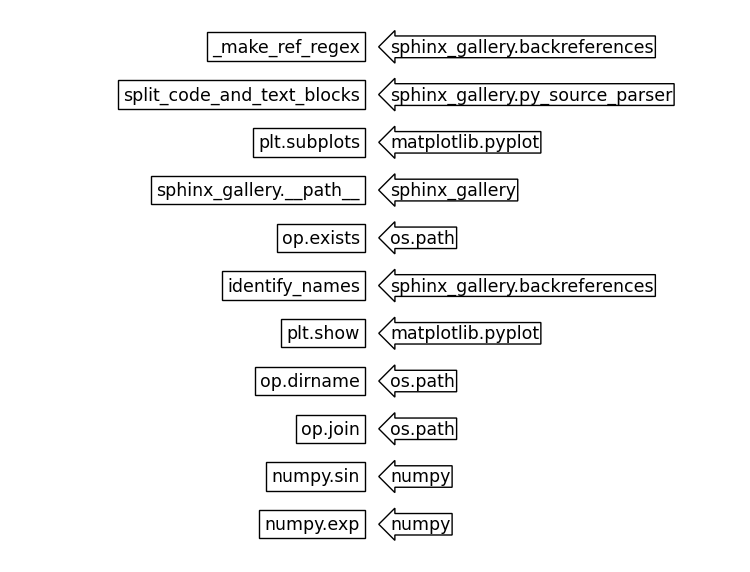 _make_ref_regex sphinx_gallery.backreferences
split_code_and_text_blocks sphinx_gallery.py_source_parser
plt.subplots matplotlib.pyplot
sphinx_gallery.__path__ sphinx_gallery
op.exists os.path
identify_names sphinx_gallery.backreferences
plt.show matplotlib.pyplot
op.dirname os.path
op.join os.path
numpy.sin numpy
numpy.exp numpy